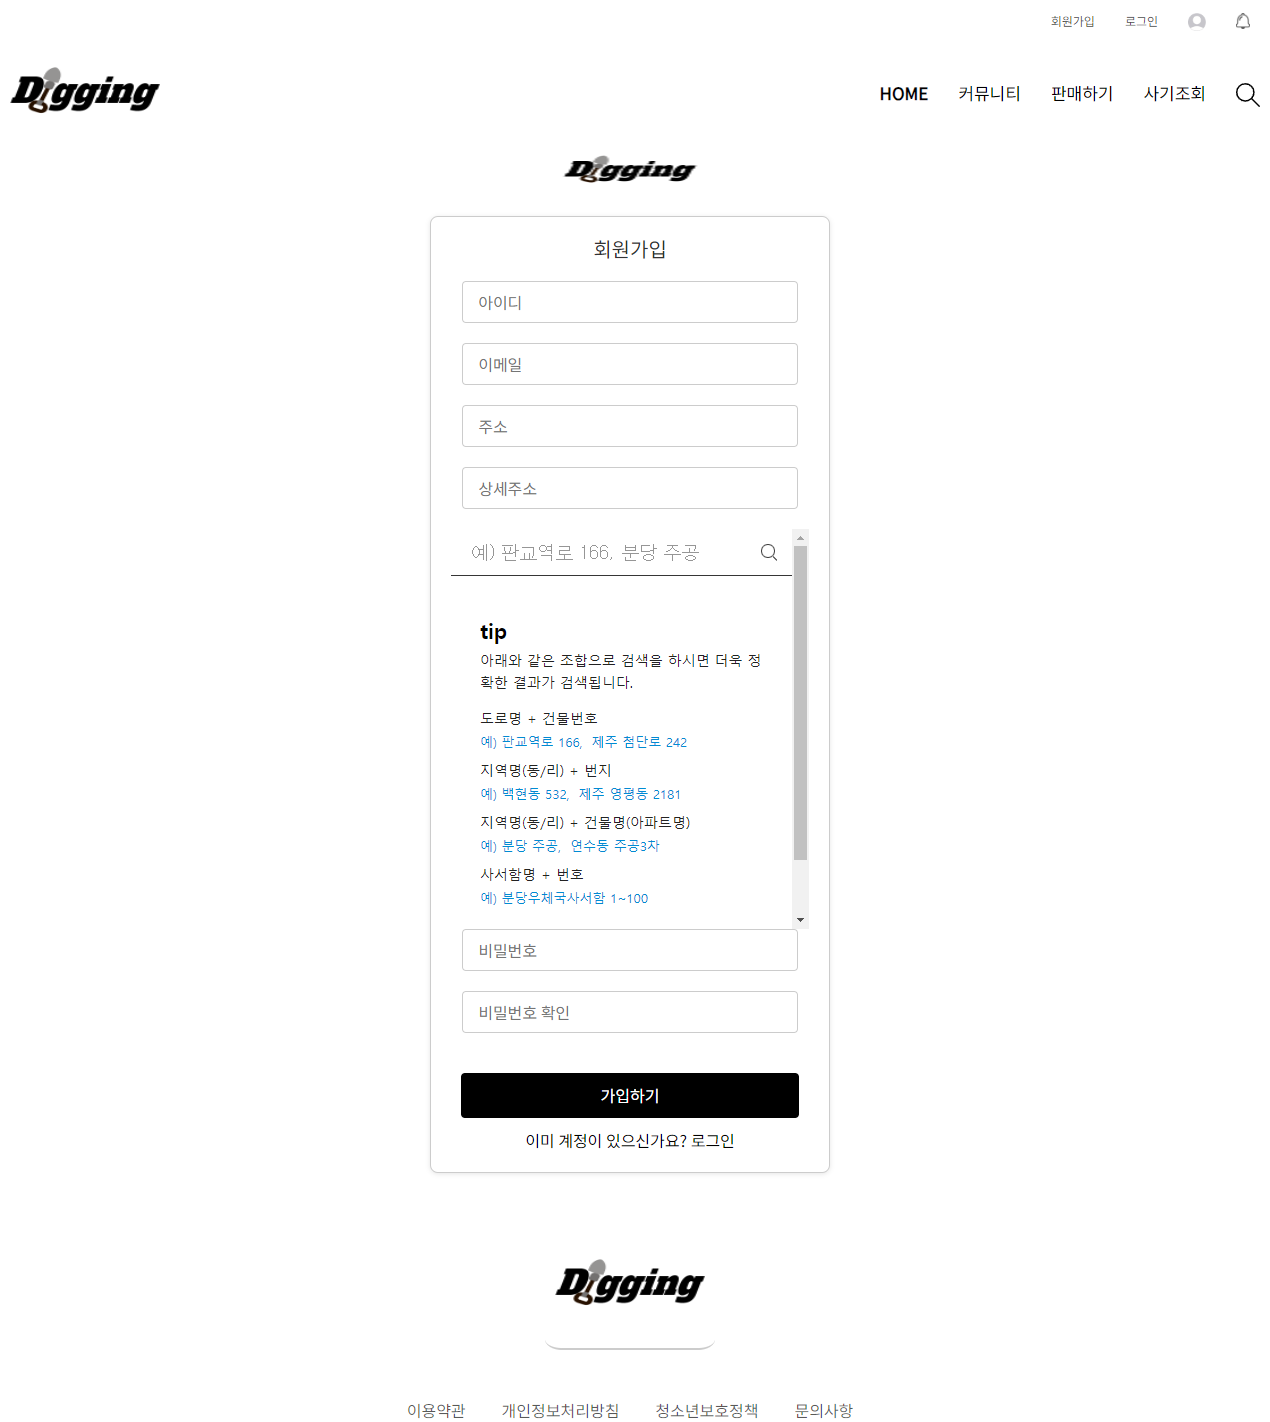 회원가입 로그인
Digging
HOME 커뮤니티 판매하기 사기조회
Digging
회원가입
아이디
이메일
주소
상세주소
예) 판교역로 166, 분당 주공
tip
아래와 같은 조합으로 검색을 하시면 더욱 정
확한 결과가 검색됩니다.
도로명 + 건물번호
예) 판교역로 166, 제주 첨단로 242
지역명(동/리) + 번지
예) 백현동 532, 제주 영평동 2181
지역명(동/리) + 건물명(아파트명)
예) 분당 주공, 연수동 주공3차
사서함명 + 번호
예) 분당우체국사서함 1~100
비밀번호
비밀번호 확인
가입하기
이미 계정이 있으신가요? 로그인
Digging
이용약관 개인정보처리방침 청소년보호정책 문의사항